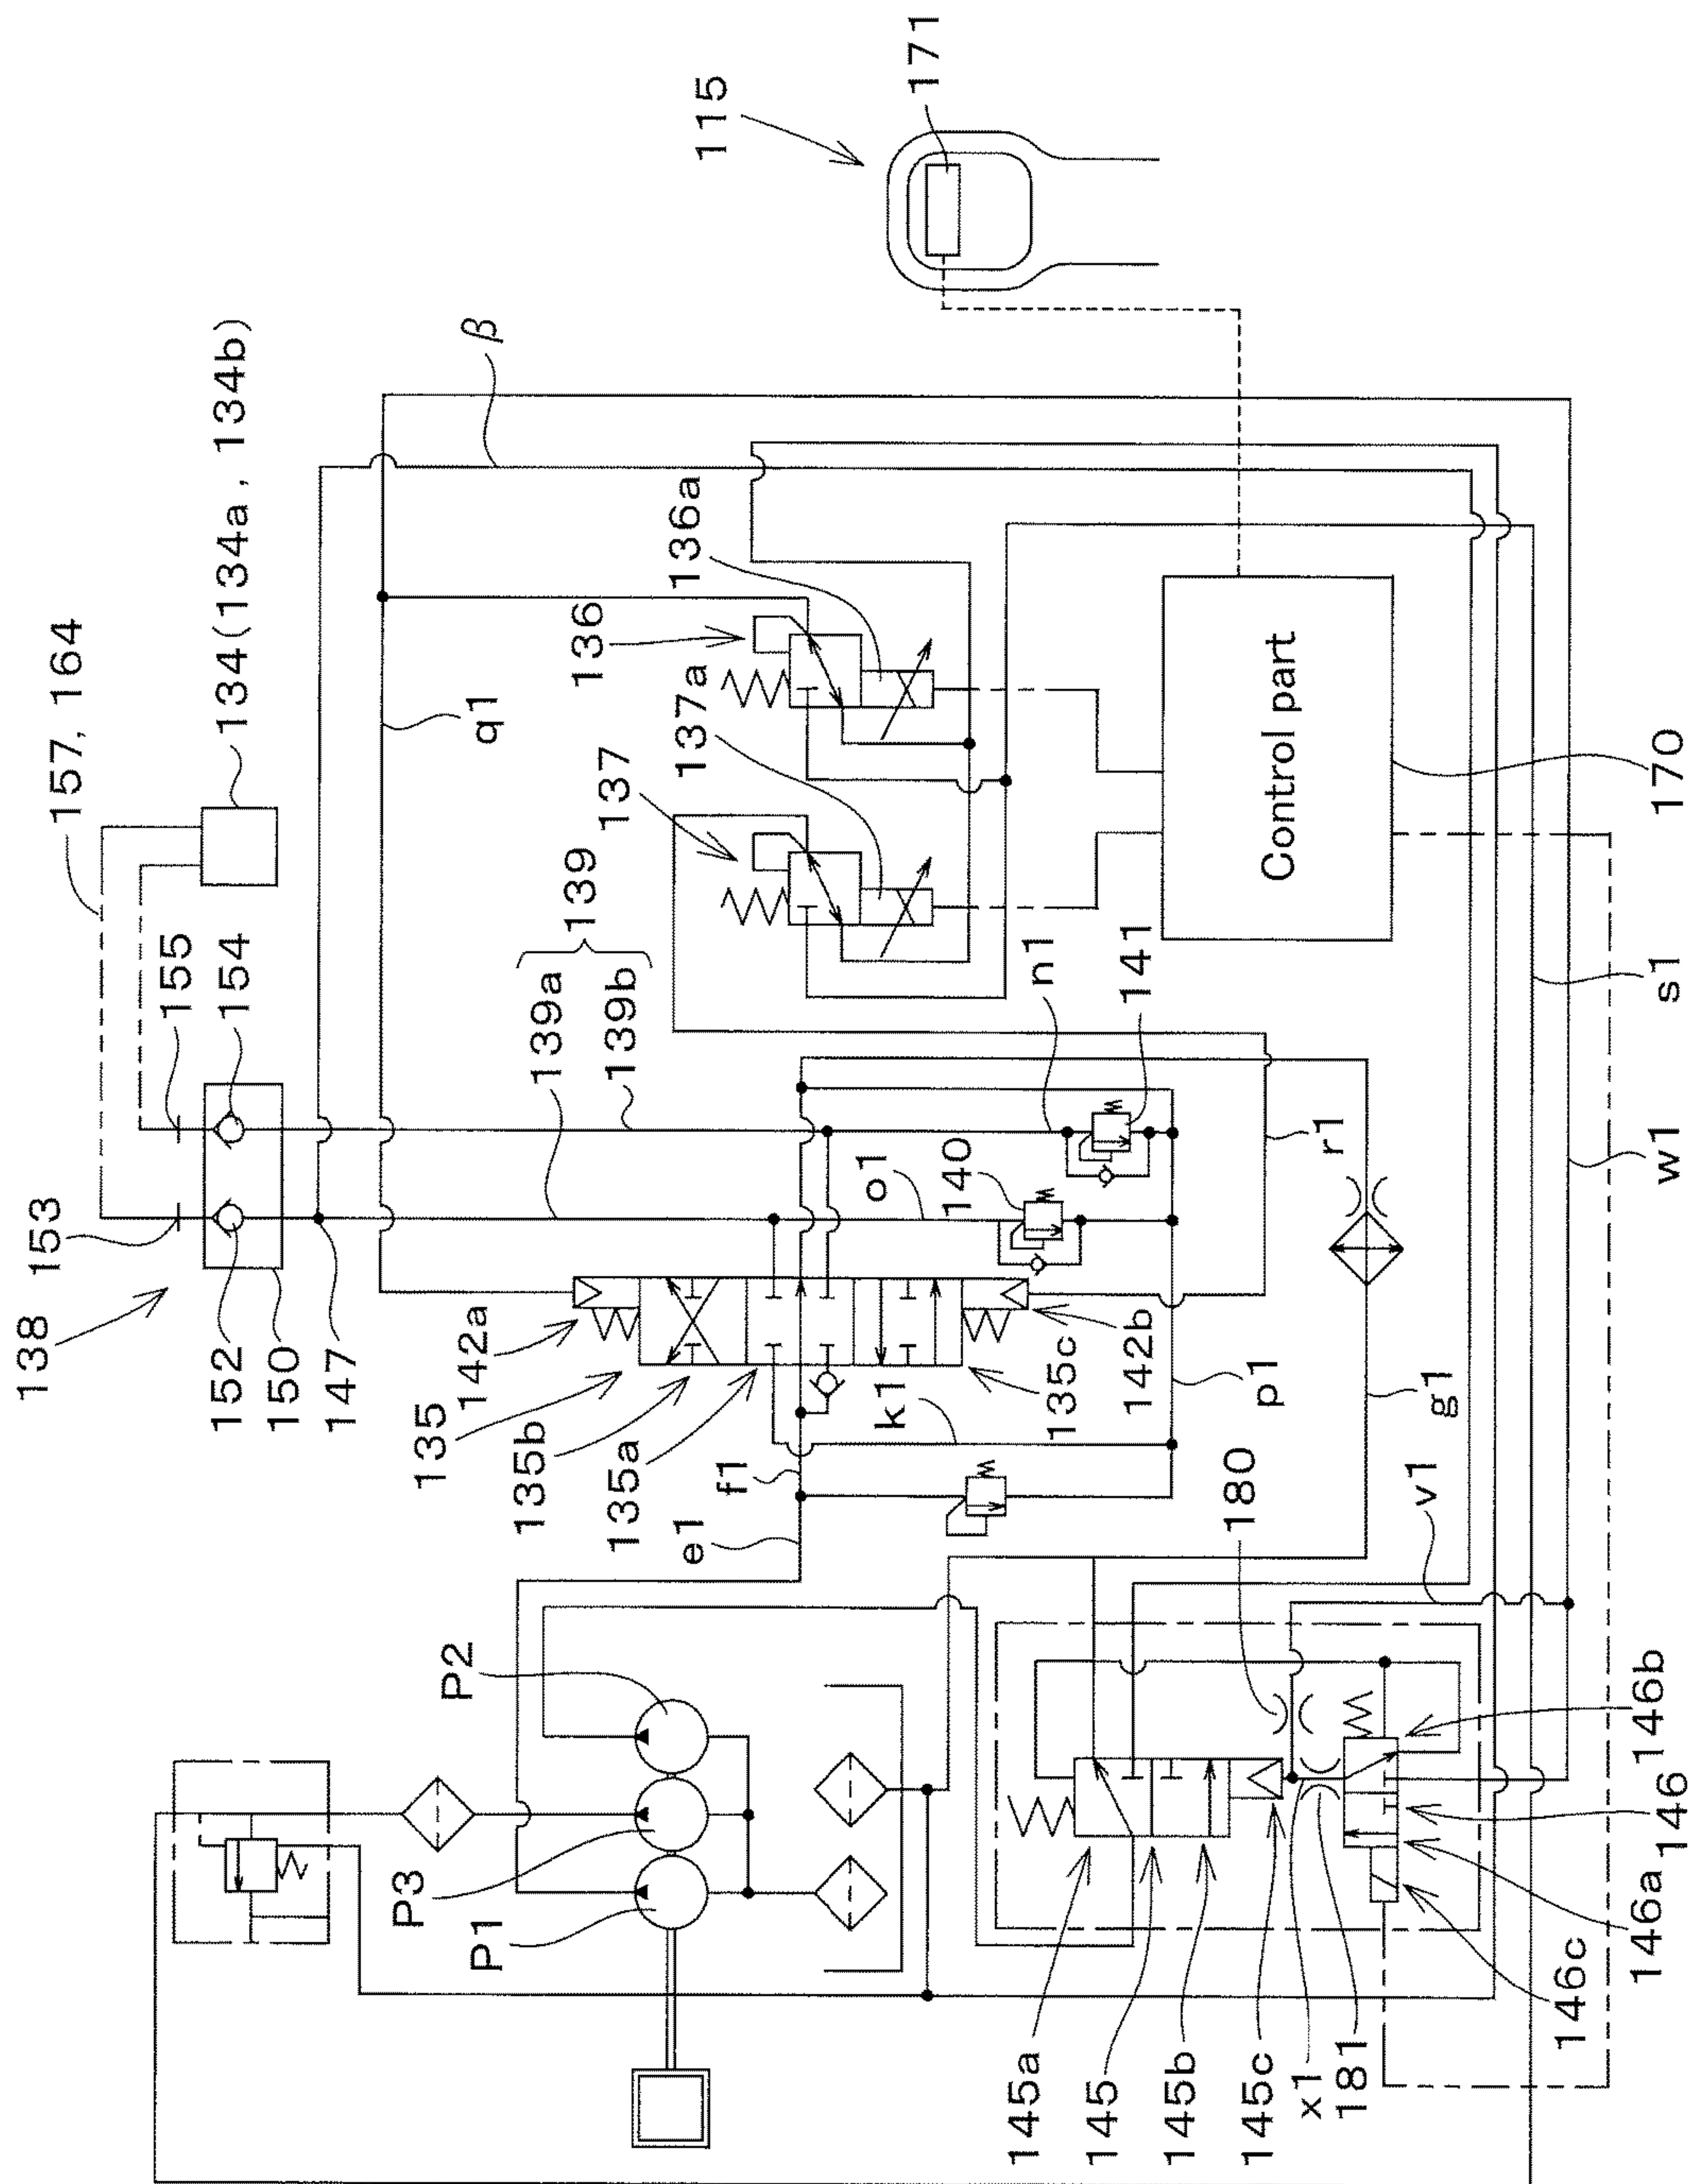 138
153
155
157, 164
152
150
147
154
134(134a, 134b)
β
115
171
142a
135
135b
135a
139
139a
139b
q1
137
137a
136
136a
e1
f1
k1
o1
140
n1
141
135c
142b
p1
g1
r1
P2
P3
P1
180
v1
Control part
170
s1
w1
145a
145
145b
145c
x1
181
146c
146a
146
146b